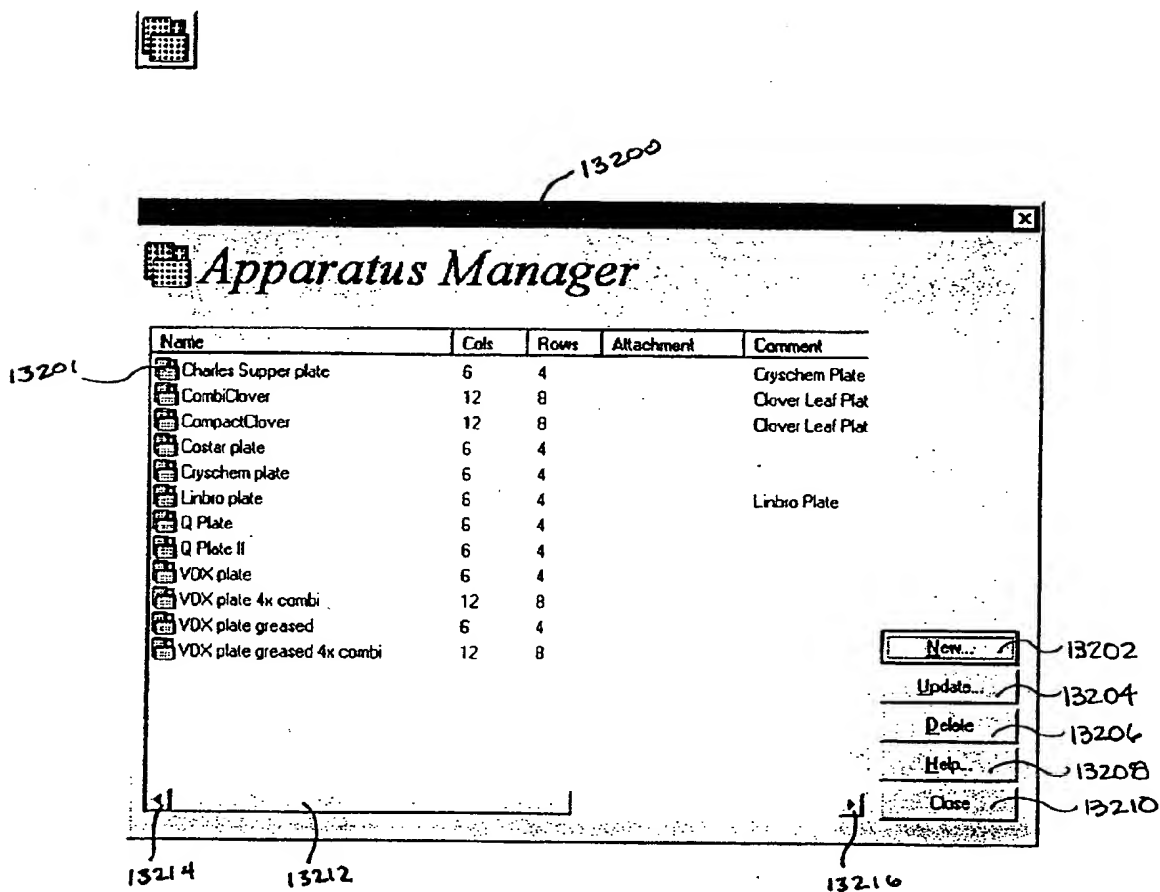 13200
Apparatus Manager
Name Cols Rows Attachment Comment
13201
Charles Supper plate 6 4 Cryschem Plate
CombiClover 12 8 Clover Leaf Plat
CompactClover 12 8 Clover Leaf Plat
Costar plate 6 4
Cryschem plate 6 4
Linbro plate 6 4 Linbro Plate
Q Plate 6 4
Q Plate II 6 4
VDX plate 6 4
VDX plate 4x combi 12 8
VDX plate greased 6 4
VDX plate greased 4x combi 12 8
New... 13202
Update... 13204
Delete 13206
Help... 13208
Close 13210
13214 13212 13216